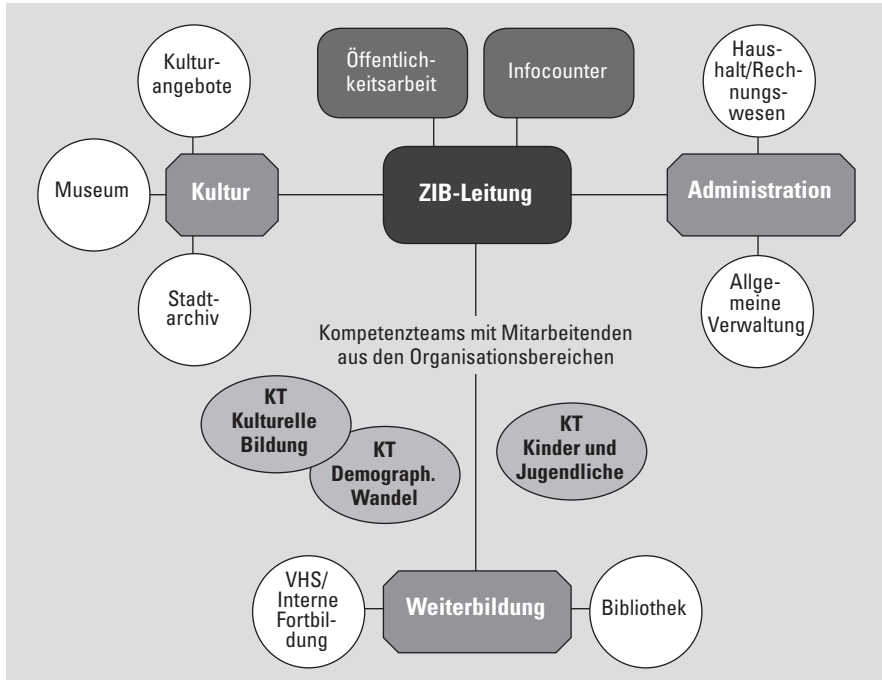 Kultur-
angebote
Öffentlich-
keitsarbeit
Infocounter
Haus-
halt/Rech-
nungs-
wesen
Museum
Kultur
ZIB-Leitung
Administration
Stadt-
archiv
Allge-
meine
Verwaltung
Kompetenzteams mit Mitarbeitenden
aus den Organisationsbereichen
KT
Kulturelle
Bildung
KT
Demograph.
Wandel
KT
Kinder und
Jugendliche
VHS/
Interne
Fortbil-
dung
Weiterbildung
Bibliothek